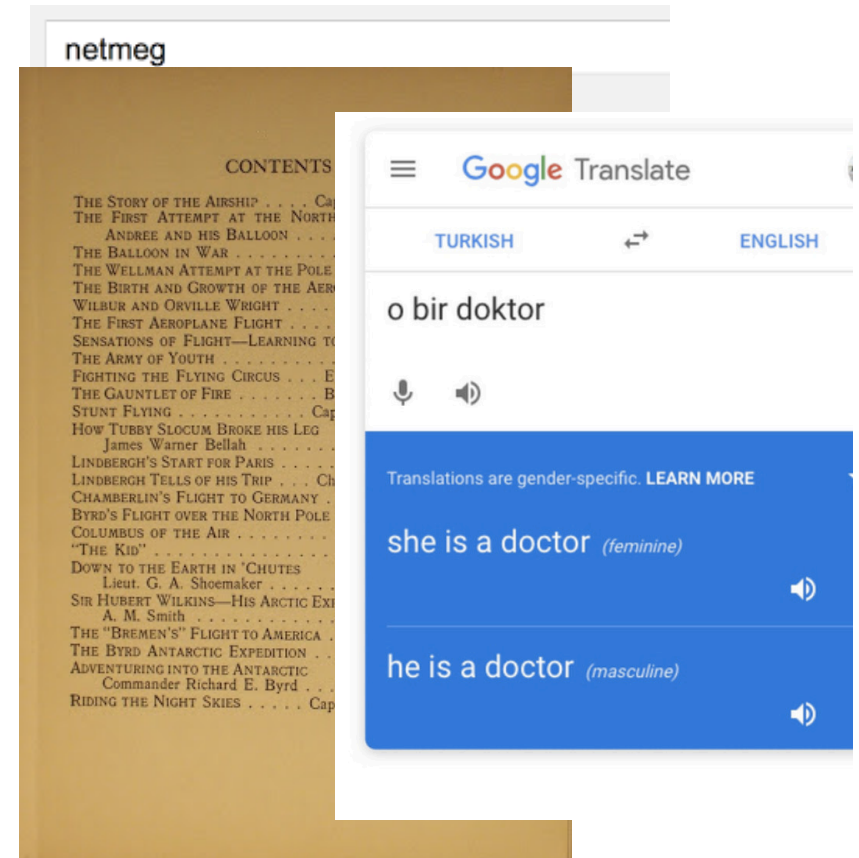 netmeg
CONTENTS
THE STORY OF THE AIRSHIP . . . . Ca
THE FIRST ATTEMPT AT THE NORTH
ANDREE AND HIS BALLOON . . . .
THE BALLOON IN WAR . . . . . . . .
THE WELLMAN ATTEMPT AT THE POLE
THE BIRTH AND GROWTH OF THE AER
WILBUR AND ORVILLE WRIGHT . . . .
THE FIRST AEROPLANE FLIGHT . . . .
SENSATIONS OF FLIGHT—LEARNING TO
THE ARMY OF YOUTH . . . . . . . . .
FIGHTING THE FLYING CIRCUS . . . E
THE GAUNTLET OF FIRE . . . . . . . B
STUNT FLYING . . . . . . . . . . . Cap
HOW TUBBY SLOCUM BROKE HIS LEG
James Warner Bellah . . . . . . .
LINDBERGH'S START FOR PARIS . . . . .
LINDBERGH TELLS OF HIS TRIP . . . Ch
CHAMBERLIN'S FLIGHT TO GERMANY .
BYRD'S FLIGHT OVER THE NORTH POLE
COLUMBUS OF THE AIR . . . . . . . .
"THE KID" . . . . . . . . . . . . . . .
DOWN TO THE EARTH IN 'CHUTES
Lieut. G. A. Shoemaker . . . . . .
SIR HUBERT WILKINS—HIS ARCTIC EXP
A. M. Smith . . . . . . . . . . . .
THE "BREMEN'S" FLIGHT TO AMERICA .
THE BYRD ANTARCTIC EXPEDITION . .
ADVENTURING INTO THE ANTARCTIC
Commander Richard E. Byrd . . .
RIDING THE NIGHT SKIES . . . . . Cap
Google Translate
TURKISH ENGLISH
o bir doktor
Translations are gender-specific. LEARN MORE
she is a doctor (feminine)
he is a doctor (masculine)